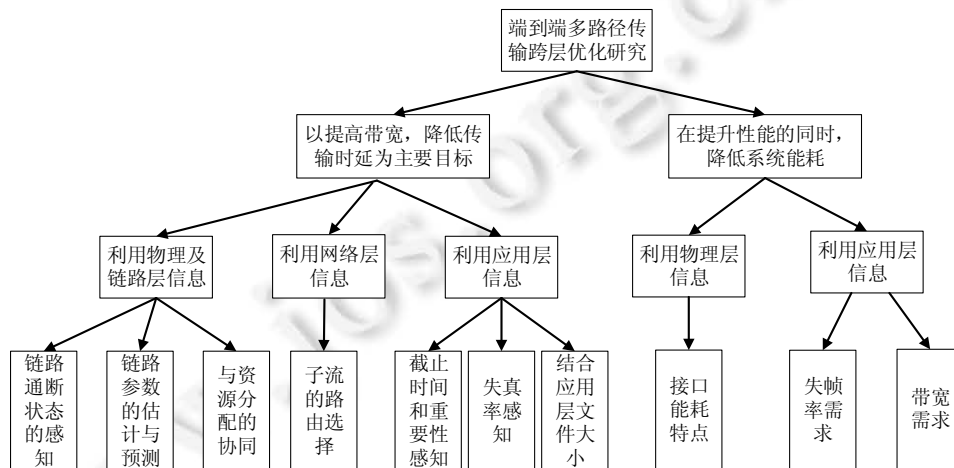 端到端多路径传
输跨层优化研究
以提高带宽，降低传
输时延为主要目标
在提升性能的同时，
降低系统能耗
利用物理及
链路层信息
利用网络层
信息
利用应用层
信息
利用物理层
信息
利用应用层
信息
链路
通断
状态
的感
知
链路
参数
的估
计与
预测
与资
源分
配的
协同
子流
的路
由选
择
截止
时间
和重
要性
感知
失真
率感
知
结合
应用
层文
件大
小
接口
能耗
特点
失帧
率需
求
带宽
需求